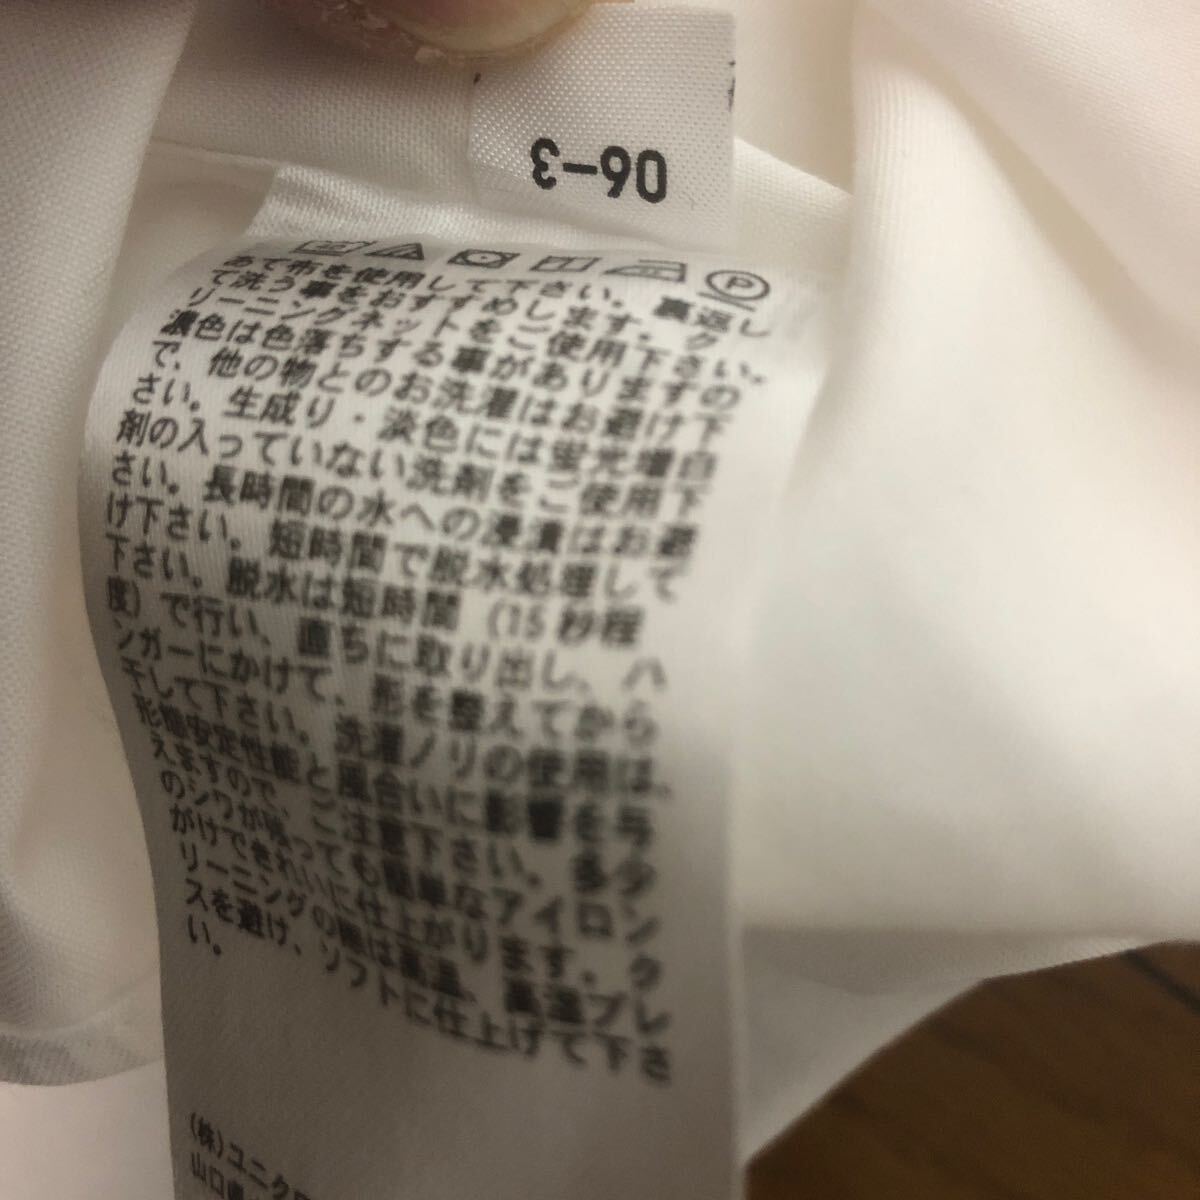 06-3
P
あて布を使用して下さい。裏返し
て洗う事をおすすめします。ク
リーニングネットをご使用下さい。
濃色は色落ちする事がありますの
で、他の物とのお洗濯はお避け下
さい。生成り・淡色には蛍光増白
剤の入っていない洗剤をご使用下
さい。長時間の水への浸漬はお避
け下さい。短時間で脱水処理して
下さい。脱水は短時間（15秒程
度）で行い、直ちに取り出し、ハ
ンガーにかけて、形を整えてから
干して下さい。洗濯ノリの使用は、
形態安定性能と風合いに影響を与
えますので、ご注意下さい。多少
のシワが残っても簡単なアイロン
がけできれいに仕上がります。ク
リーニングの際は高温、高温プレ
スを避け、ソフトに仕上げて下さ
い。
(株)ユニク
山口県